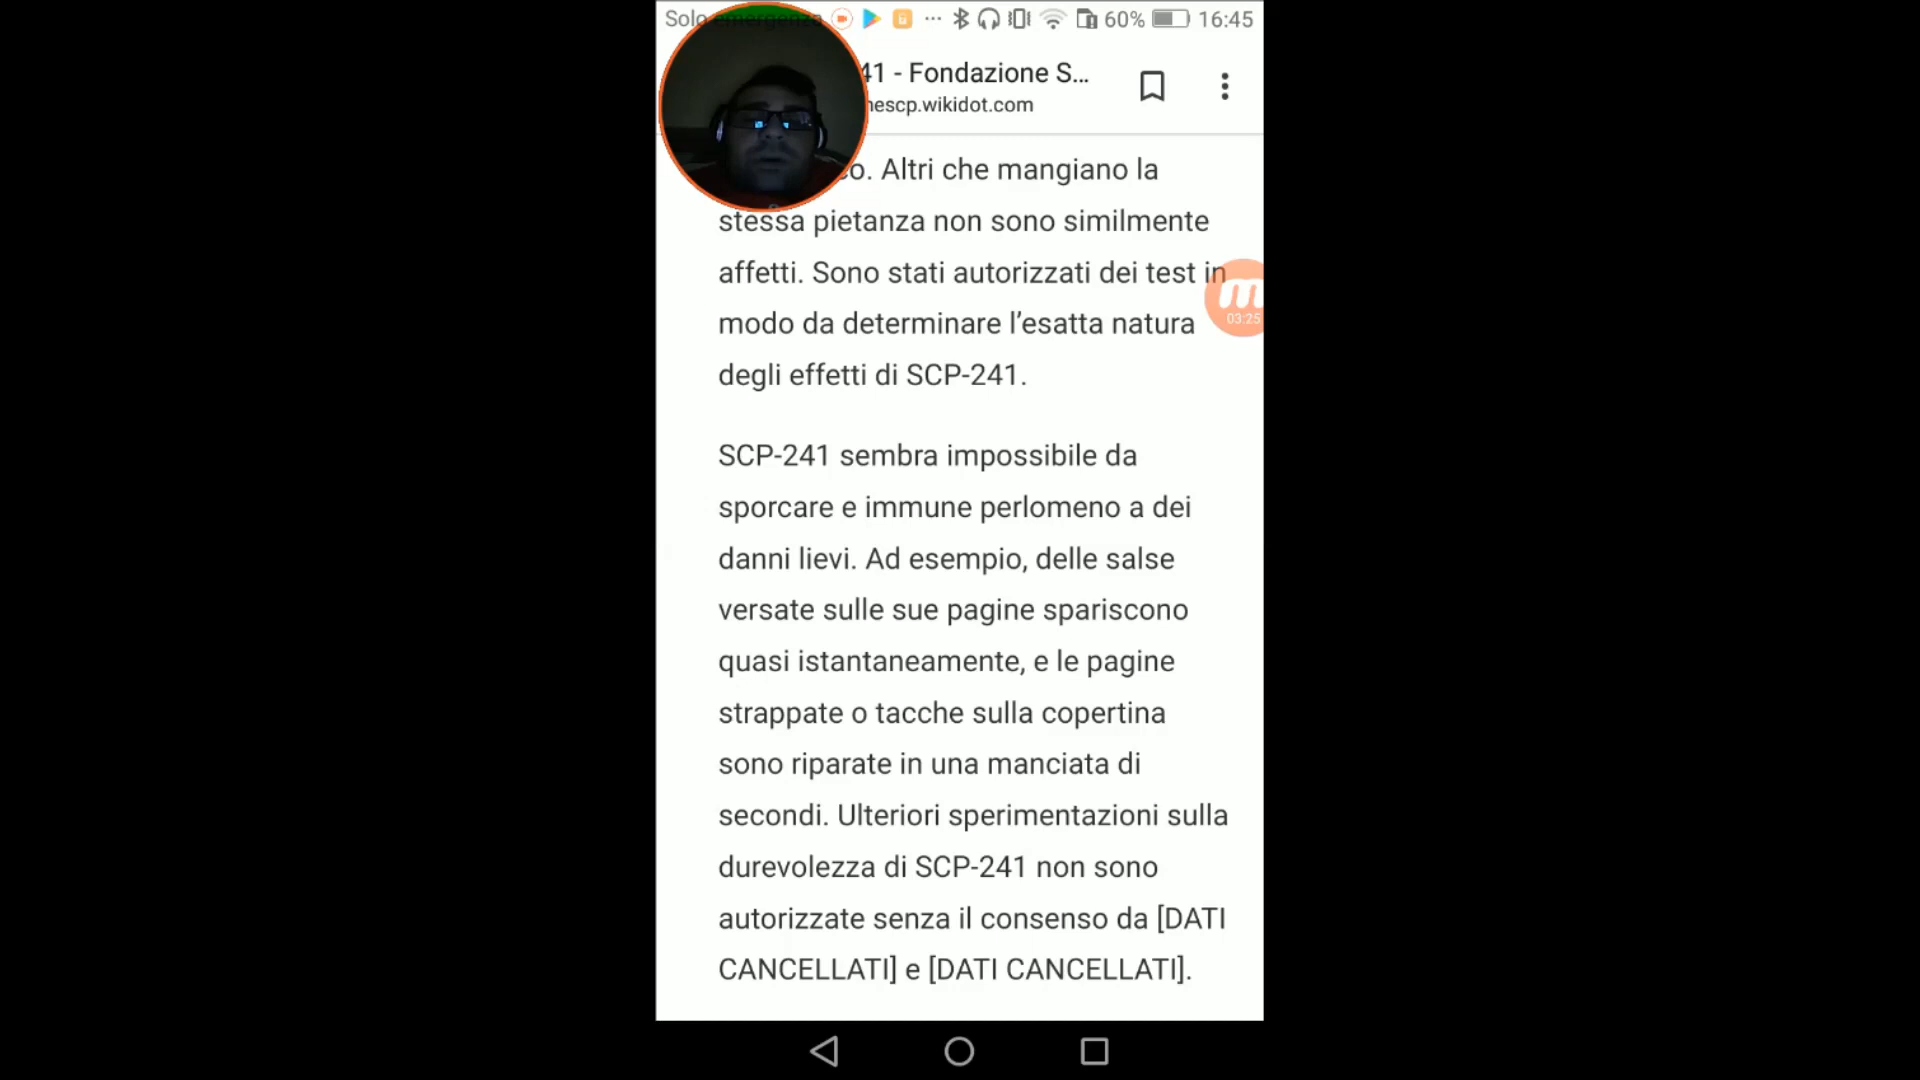 Solo emergenza ... 60% 16:45
41 - Fondazione S...
nescp.wikidot.com
o. Altri che mangiano la
stessa pietanza non sono similmente
affetti. Sono stati autorizzati dei test in
modo da determinare l’esatta natura
degli effetti di SCP-241.
m
03:25
SCP-241 sembra impossibile da
sporcare e immune perlomeno a dei
danni lievi. Ad esempio, delle salse
versate sulle sue pagine spariscono
quasi istantaneamente, e le pagine
strappate o tacche sulla copertina
sono riparate in una manciata di
secondi. Ulteriori sperimentazioni sulla
durevolezza di SCP-241 non sono
autorizzate senza il consenso da [DATI
CANCELLATI] e [DATI CANCELLATI].